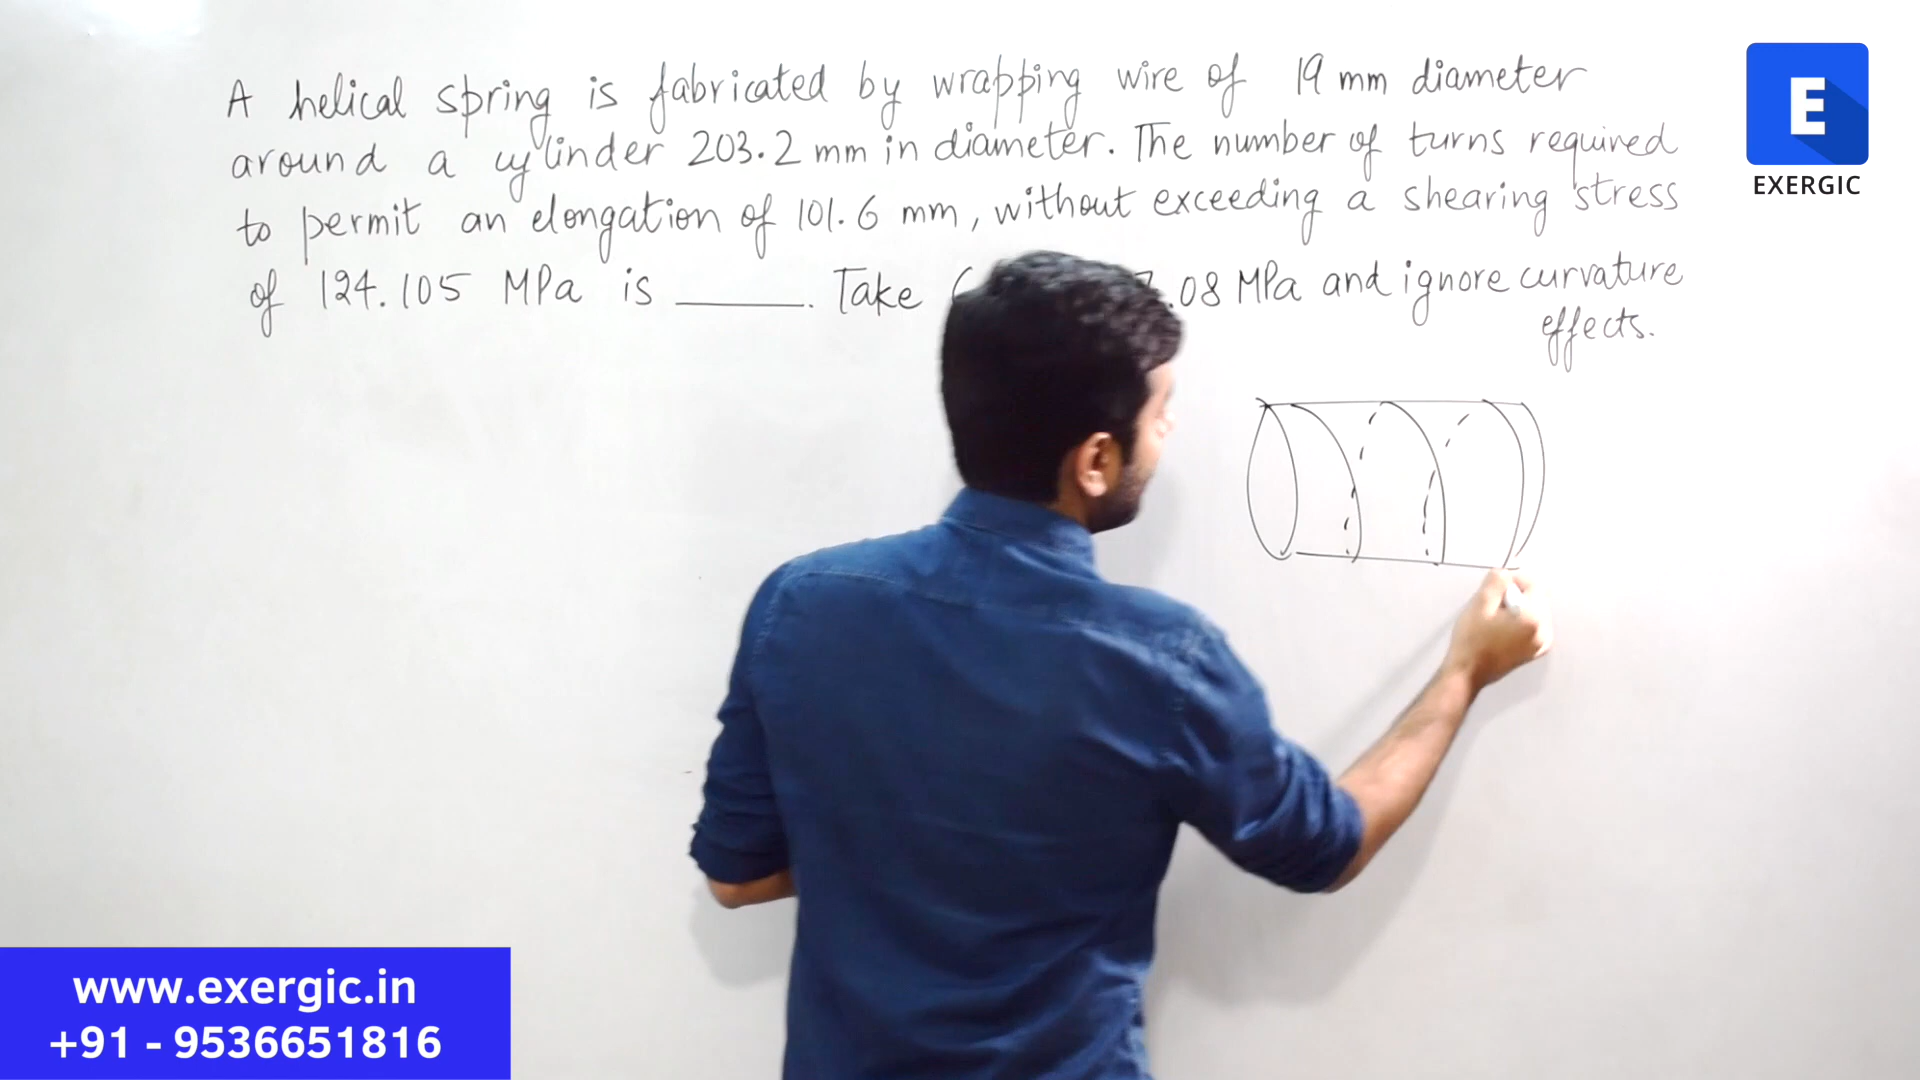 A helical spring is fabricated by wrapping wire of 19 mm diameter
around a cylinder 203.2 mm in diameter. The number of turns required
to permit an elongation of 101.6 mm, without exceeding a shearing stress
of 124.105 MPa is ______. Take .08 MPa and ignore curvature
effects.
E
EXERGIC
www.exergic.in
+91 - 9536651816